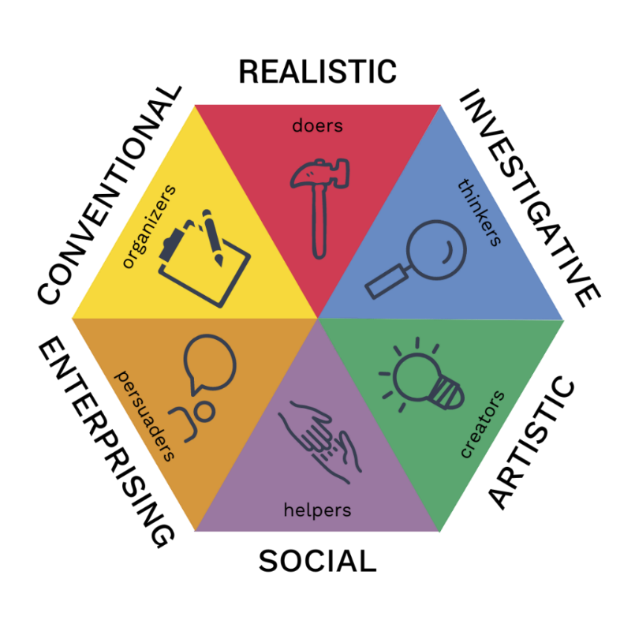 REALISTIC
doers
INVESTIGATIVE
thinkers
ARTISTIC
creators
SOCIAL
helpers
ENTERPRISING
persuaders
CONVENTIONAL
organizers